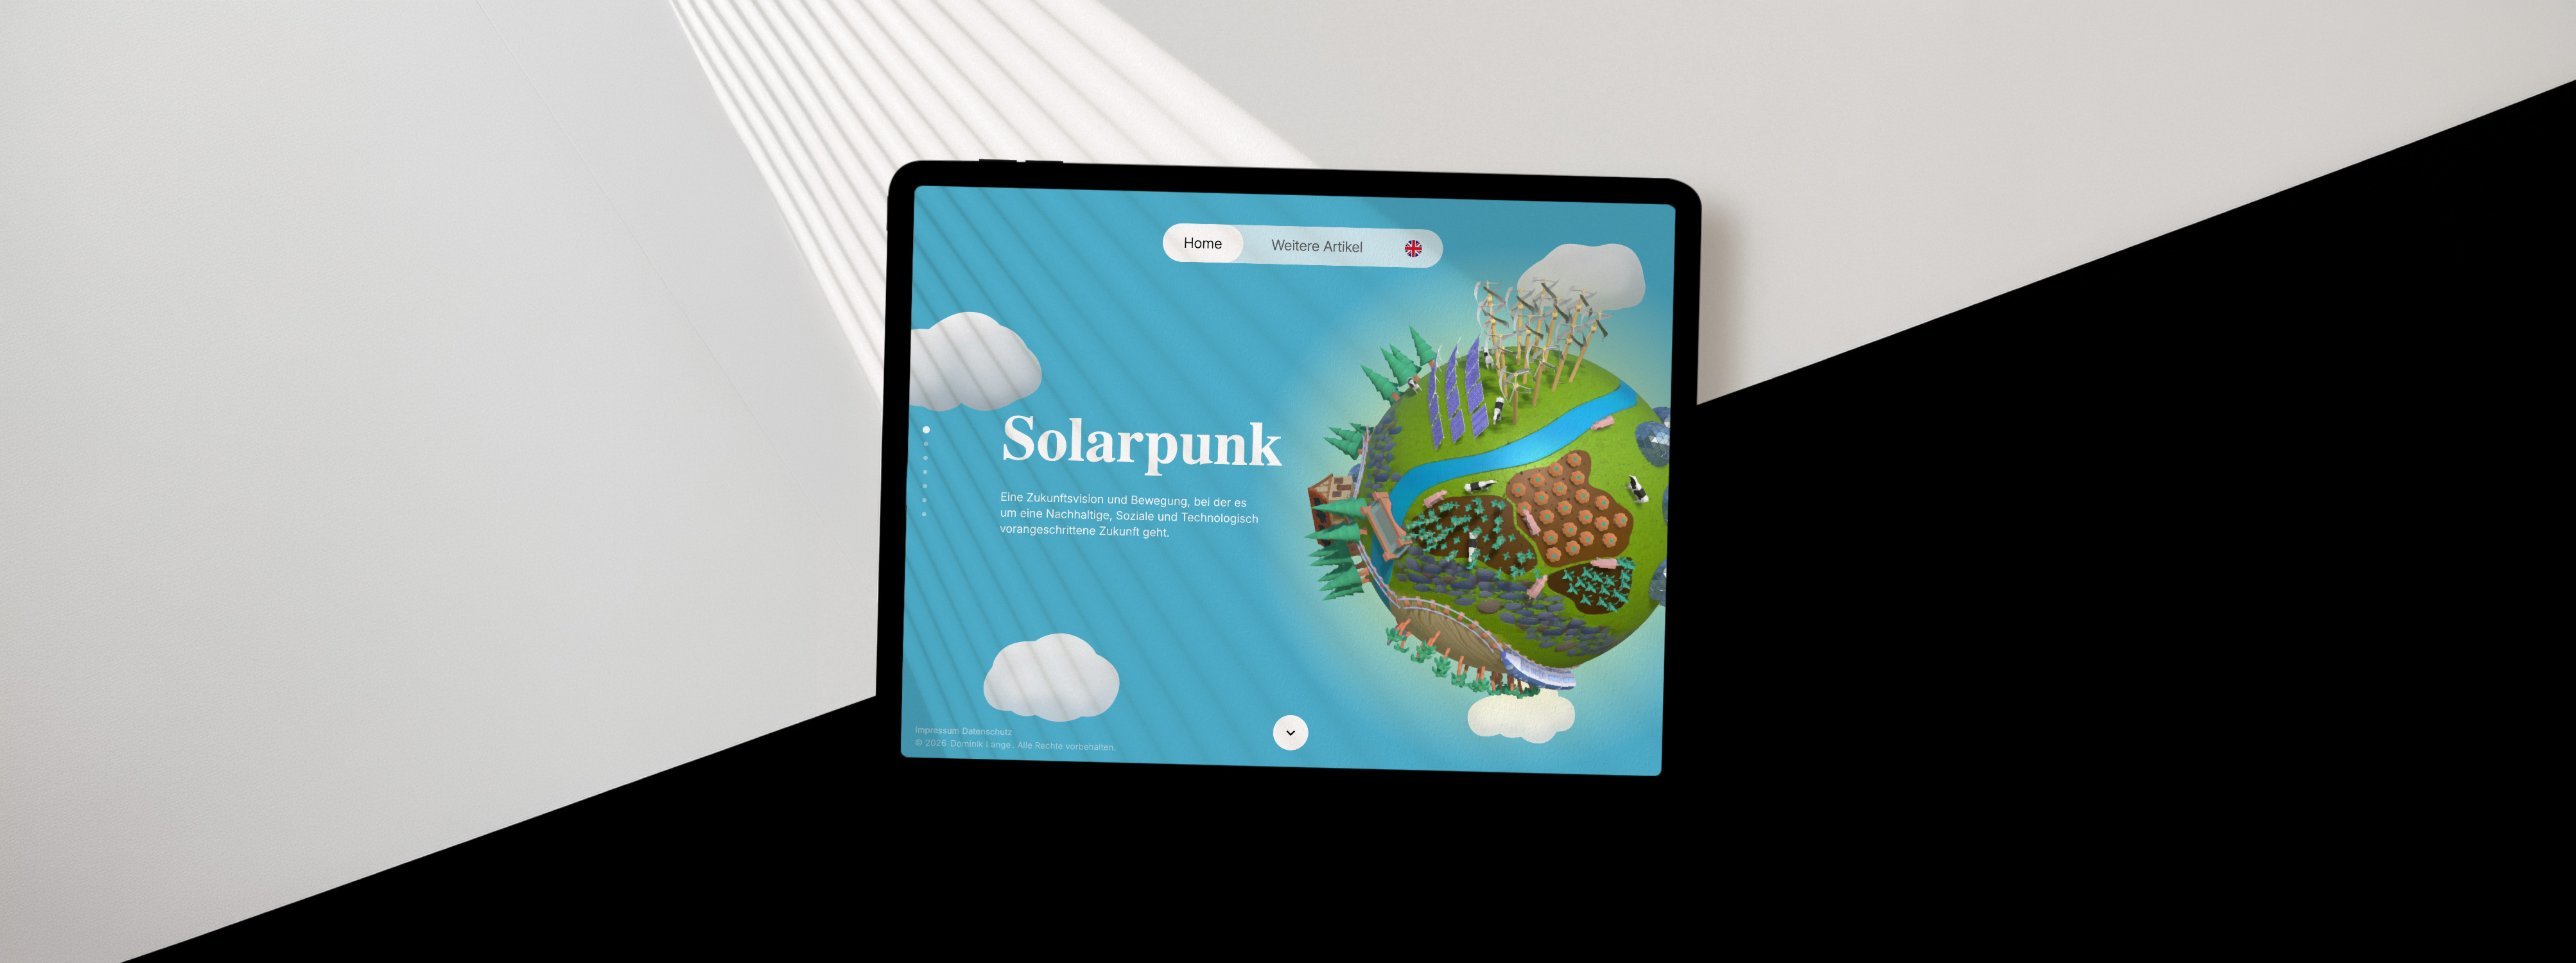 Home
Weitere Artikel
Solarpunk
Eine Zukunftsvision und Bewegung, bei der es
um eine Nachhaltige, Soziale und Technologisch
vorangeschrittene Zukunft geht.
Impressum Datenschutz
© 2026 Dominik Lange. Alle Rechte vorbehalten.